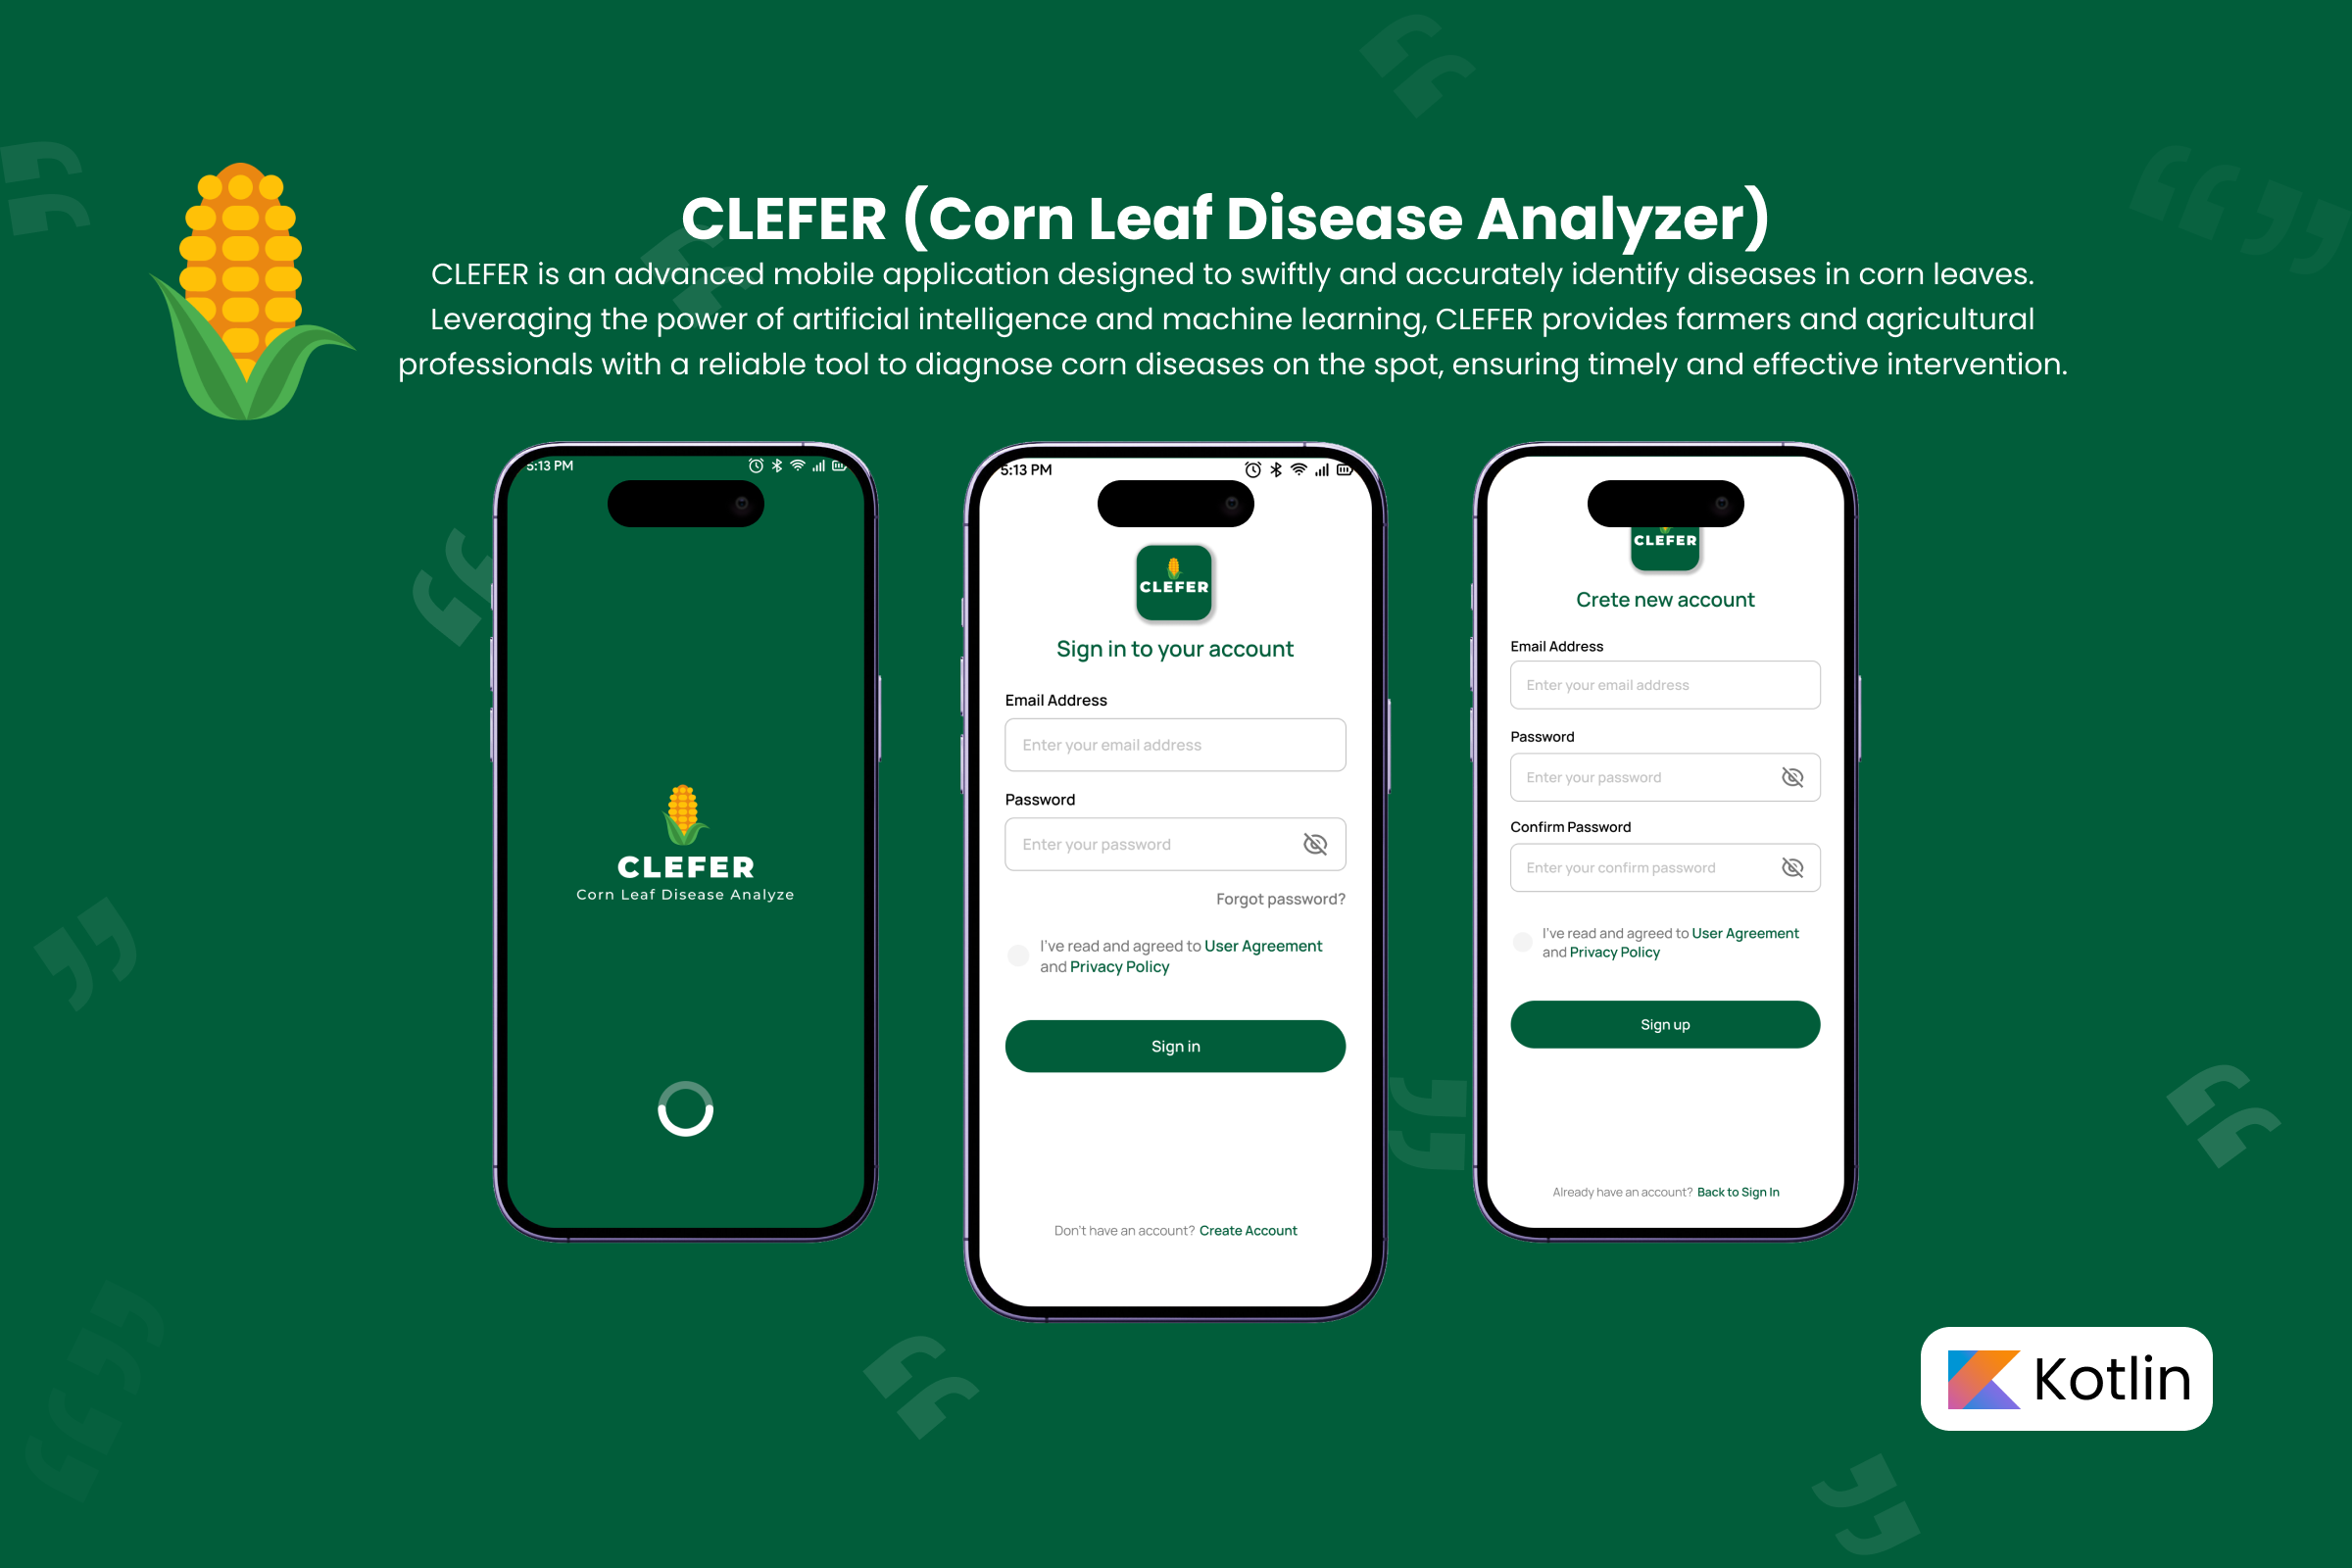 CLEFER (Corn Leaf Disease Analyzer)
CLEFER is an advanced mobile application designed to swiftly and accurately identify diseases in corn leaves.
Leveraging the power of artificial intelligence and machine learning, CLEFER provides farmers and agricultural
professionals with a reliable tool to diagnose corn diseases on the spot, ensuring timely and effective intervention.
5:13 PM
CLEFER
Corn Leaf Disease Analyze
5:13 PM
CLEFER
Sign in to your account
Email Address
Enter your email address
Password
Enter your password
Forgot password?
I've read and agreed to User Agreement
and Privacy Policy
Sign in
Don't have an account? Create Account
CLEFER
Crete new account
Email Address
Enter your email address
Password
Enter your password
Confirm Password
Enter your confirm password
I've read and agreed to User Agreement
and Privacy Policy
Sign up
Already have an account? Back to Sign In
Kotlin